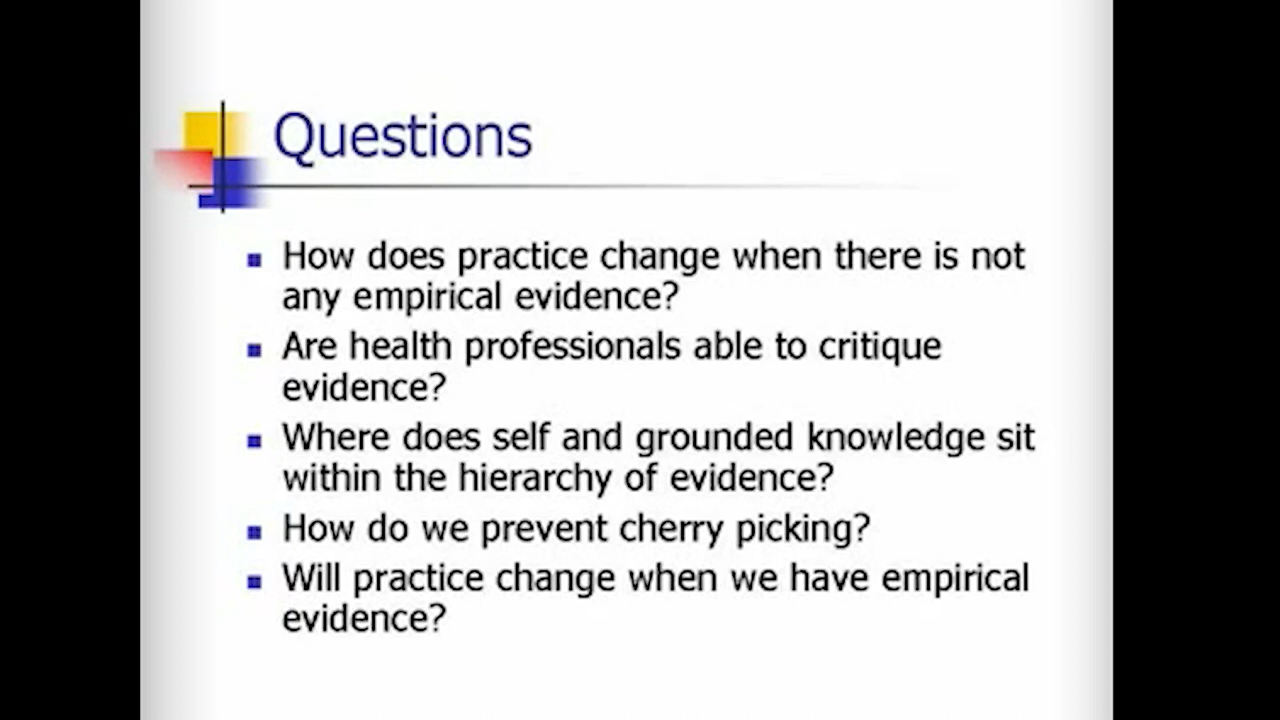 Questions
How does practice change when there is not
any empirical evidence?
Are health professionals able to critique
evidence?
Where does self and grounded knowledge sit
within the hierarchy of evidence?
How do we prevent cherry picking?
Will practice change when we have empirical
evidence?